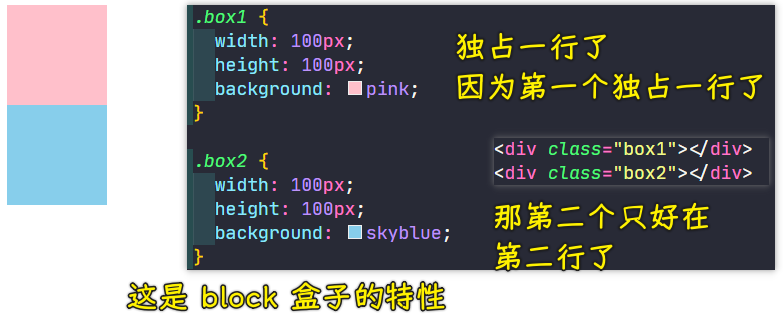 .box1 {
width: 100px;
height: 100px;
background: pink;
}
独占一行了
因为第一个独占一行了
.box2 {
width: 100px;
height: 100px;
background: skyblue;
}
<div class="box1"></div>
<div class="box2"></div>
那第二个只好在
第二行了
这是 block 盒子的特性